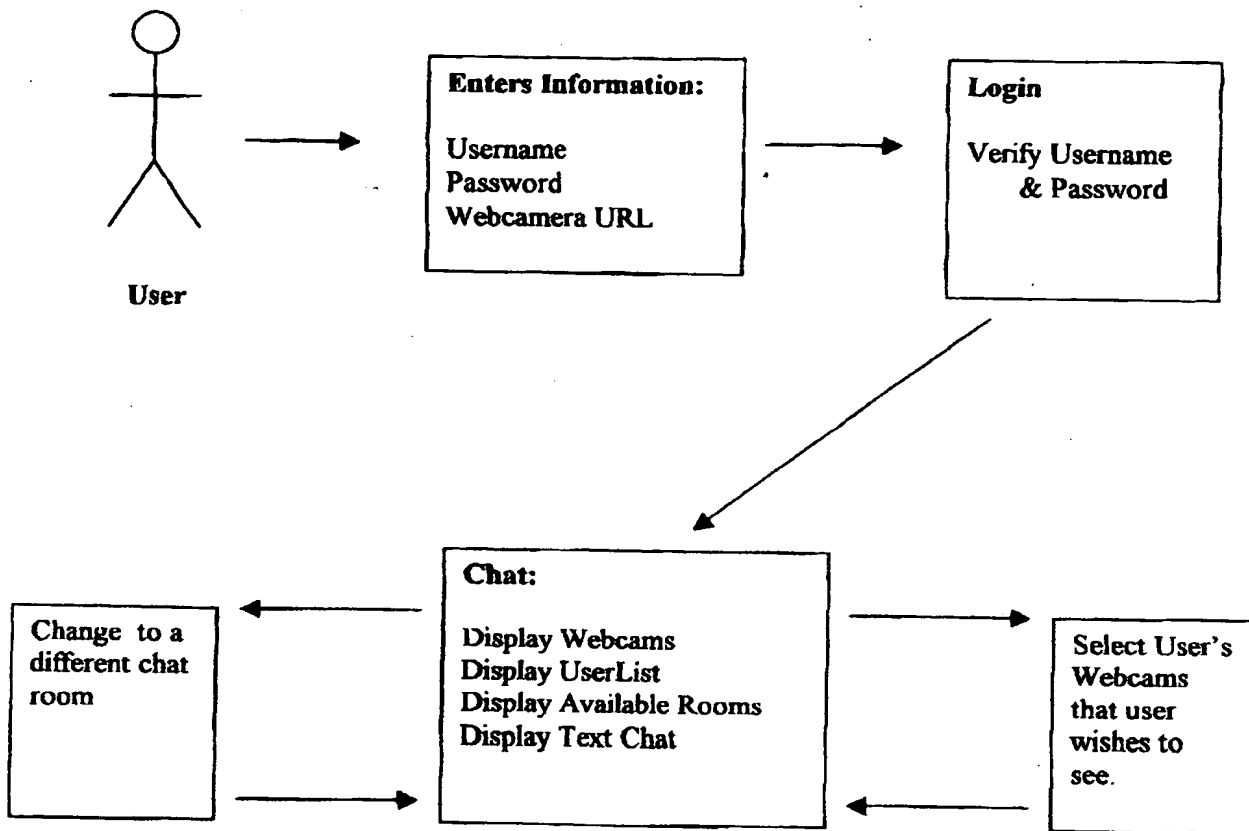 Enters Information:
Username
Password
Webcamera URL
Login
Verify Username
& Password
User
Chat:
Display Webcams
Display UserList
Display Available Rooms
Display Text Chat
Change to a
different chat
room
Select User's
Webcams
that user
wishes to
see.